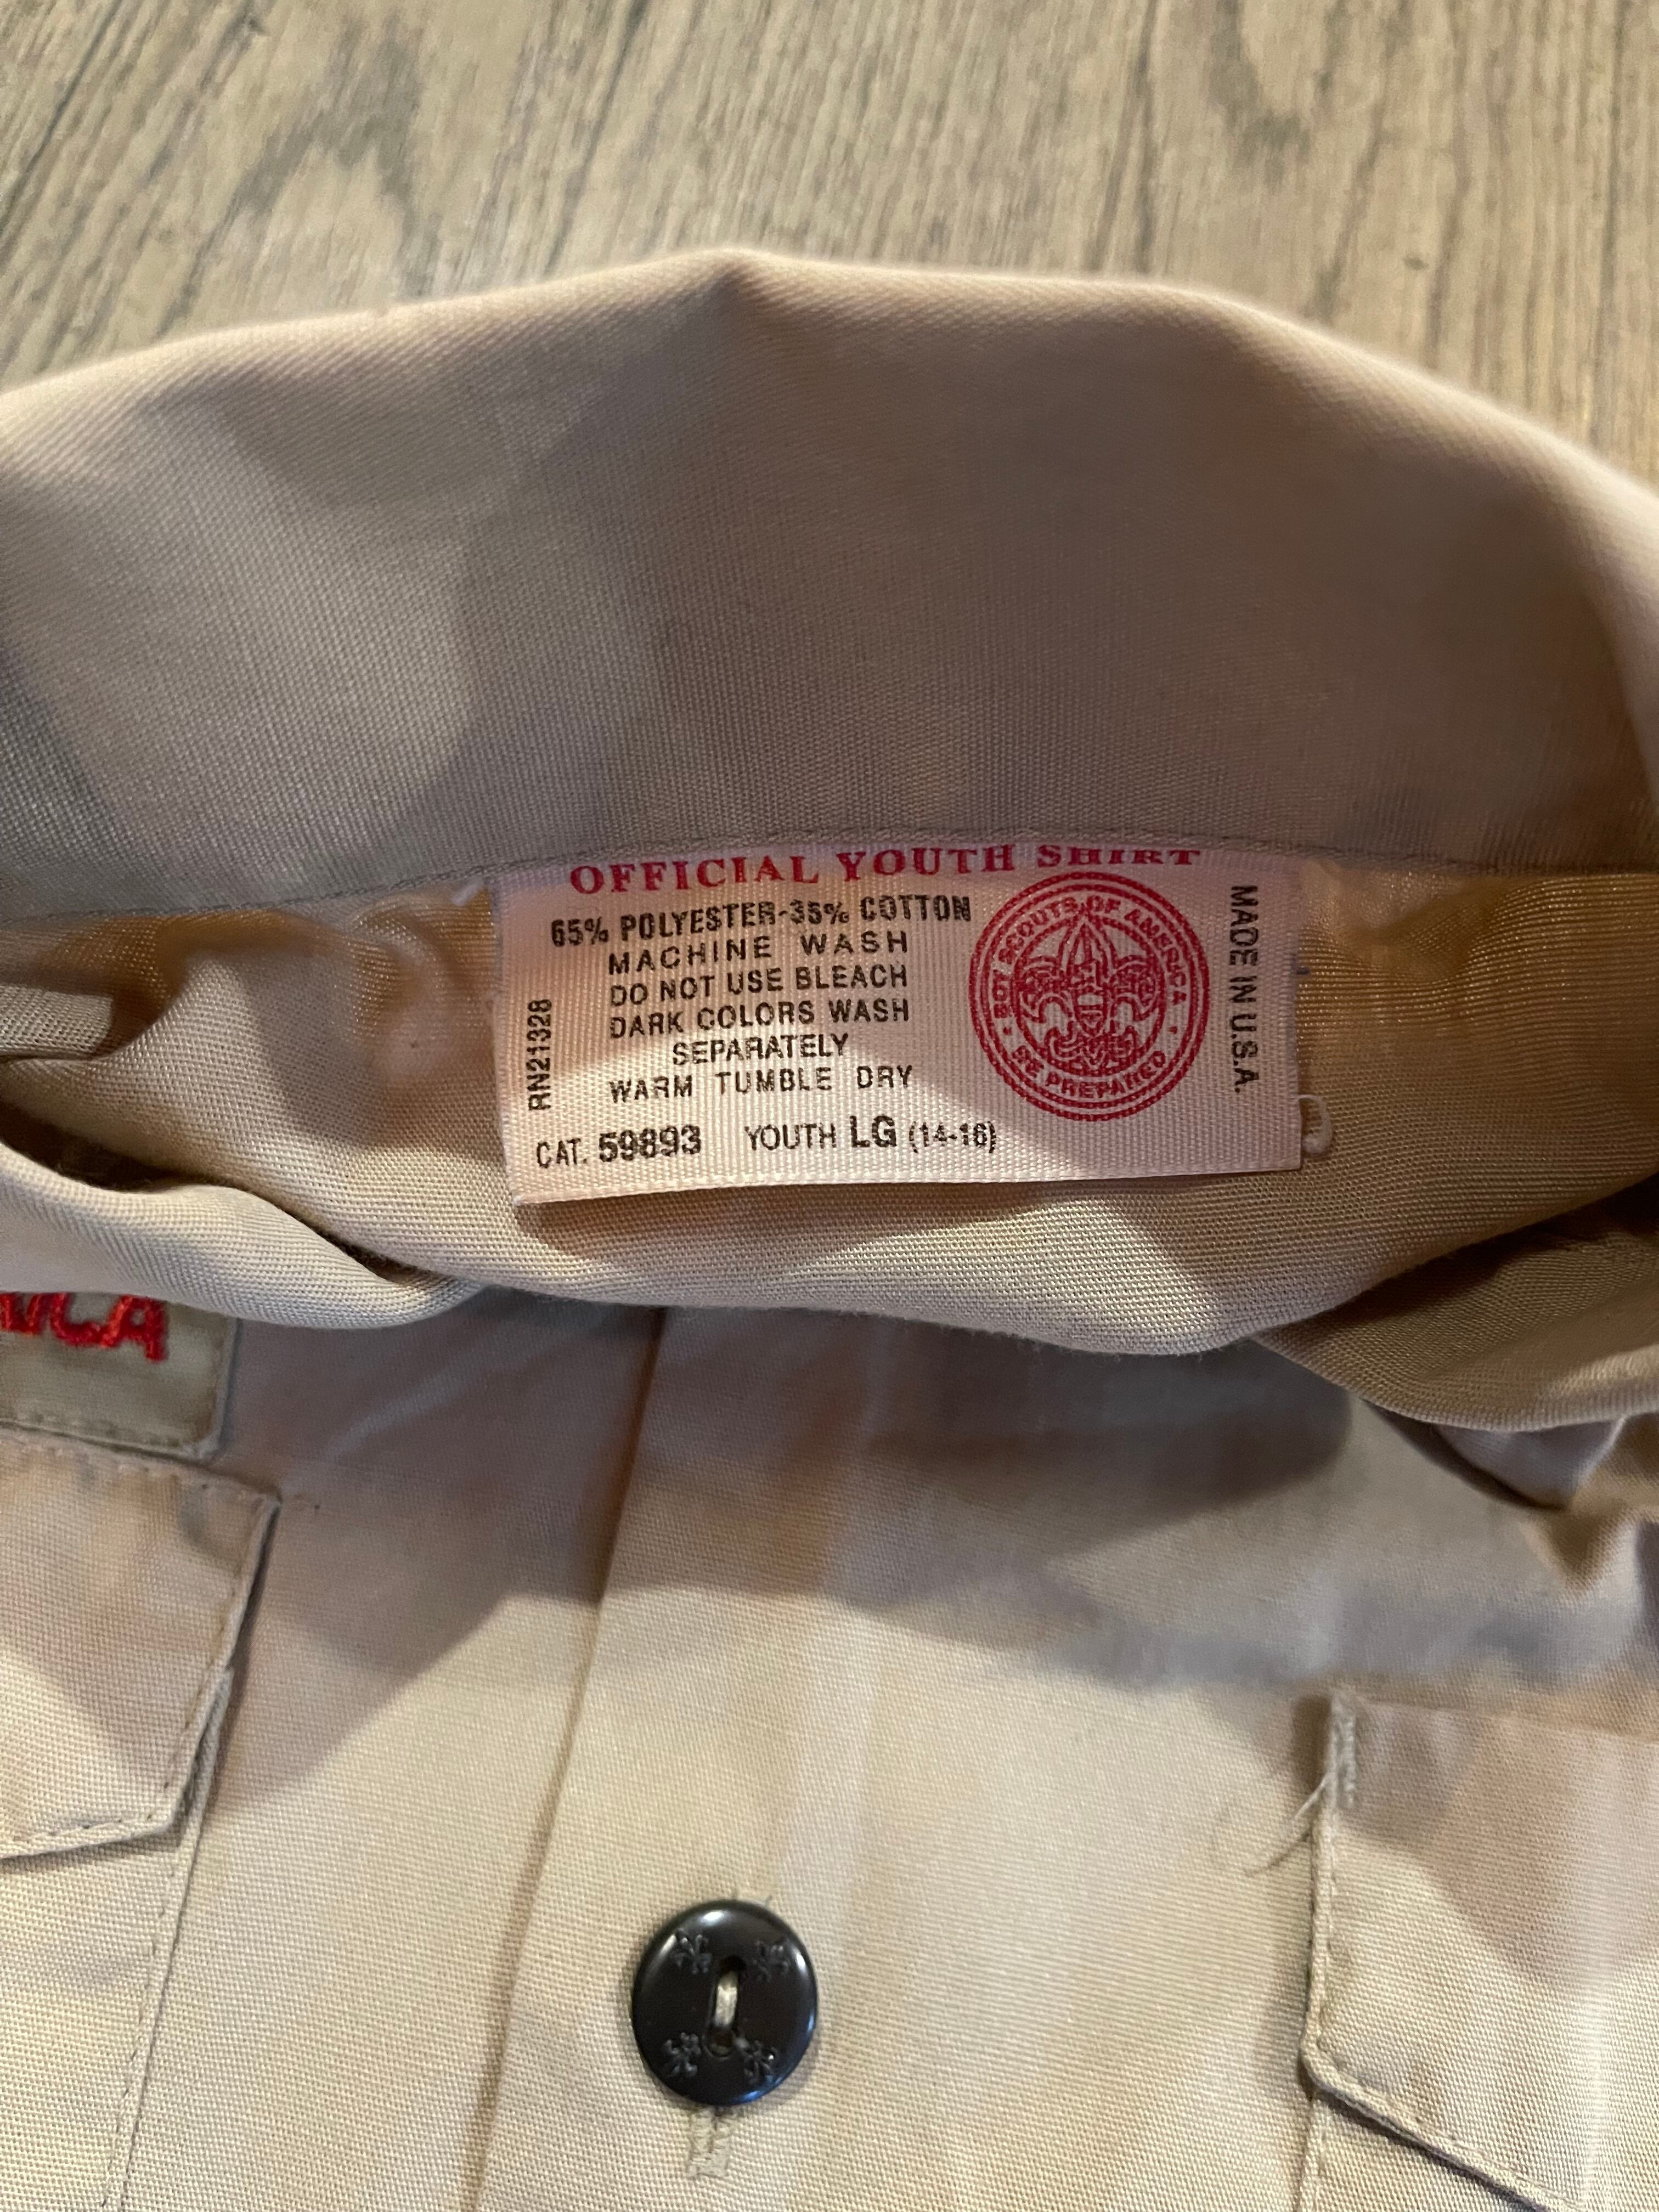 OFFICIAL YOUTH SHIRT
65% POLYESTER-35% COTTON
MACHINE WASH
DO NOT USE BLEACH
DARK COLORS WASH
SEPARATELY
WARM TUMBLE DRY
RN21328
CAT. 59893 YOUTH LG (14-16)
BOY SCOUTS OF AMERICA
BE PREPARED
MADE IN U.S.A.